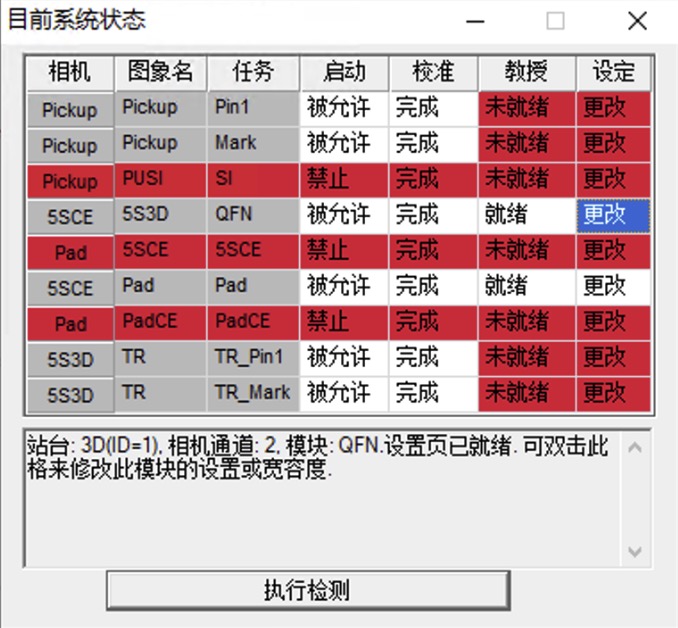 目前系统状态
相机 图象名 任务 启动 校准 教授 设定
Pickup Pickup Pin1 被允许 完成 未就绪 更改
Pickup Pickup Mark 被允许 完成 未就绪 更改
Pickup PUSI SI 禁止 完成 未就绪 更改
5SCE 5S3D QFN 被允许 完成 就绪 更改
Pad 5SCE 5SCE 禁止 完成 未就绪 更改
5SCE Pad Pad 被允许 完成 就绪 更改
Pad PadCE PadCE 禁止 完成 未就绪 更改
5S3D TR TR_Pin1 被允许 完成 未就绪 更改
5S3D TR TR_Mark 被允许 完成 未就绪 更改
站台: 3D(ID=1), 相机通道: 2, 模块: QFN.设置页已就绪. 可双击此
格来修改此模块的设置或宽容度.
执行检测